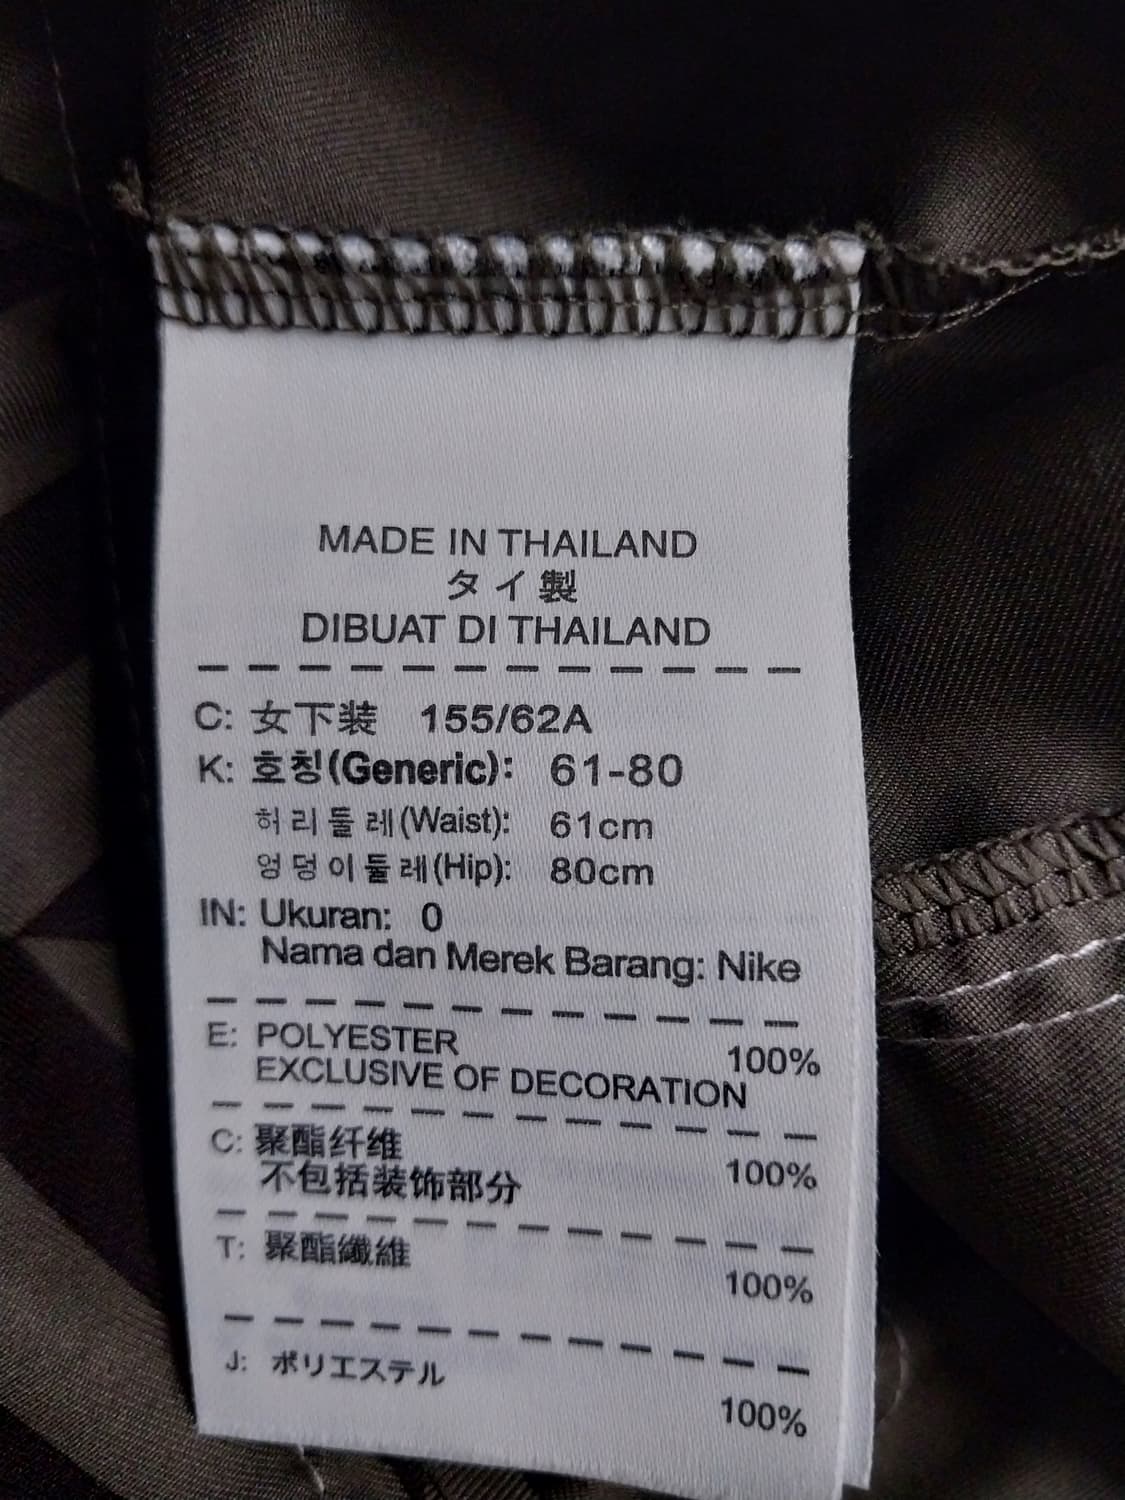 MADE IN THAILAND
タイ製
DIBUAT DI THAILAND
C: 女下装 155/62A
K: 호칭(Generic): 61-80
허리둘레(Waist): 61cm
엉덩이둘레(Hip): 80cm
IN: Ukuran: 0
Nama dan Merek Barang: Nike
E: POLYESTER 100%
EXCLUSIVE OF DECORATION
C: 聚酯纤维 100%
不包括装饰部分
T: 聚酯纖維 100%
J: ポリエステル 100%